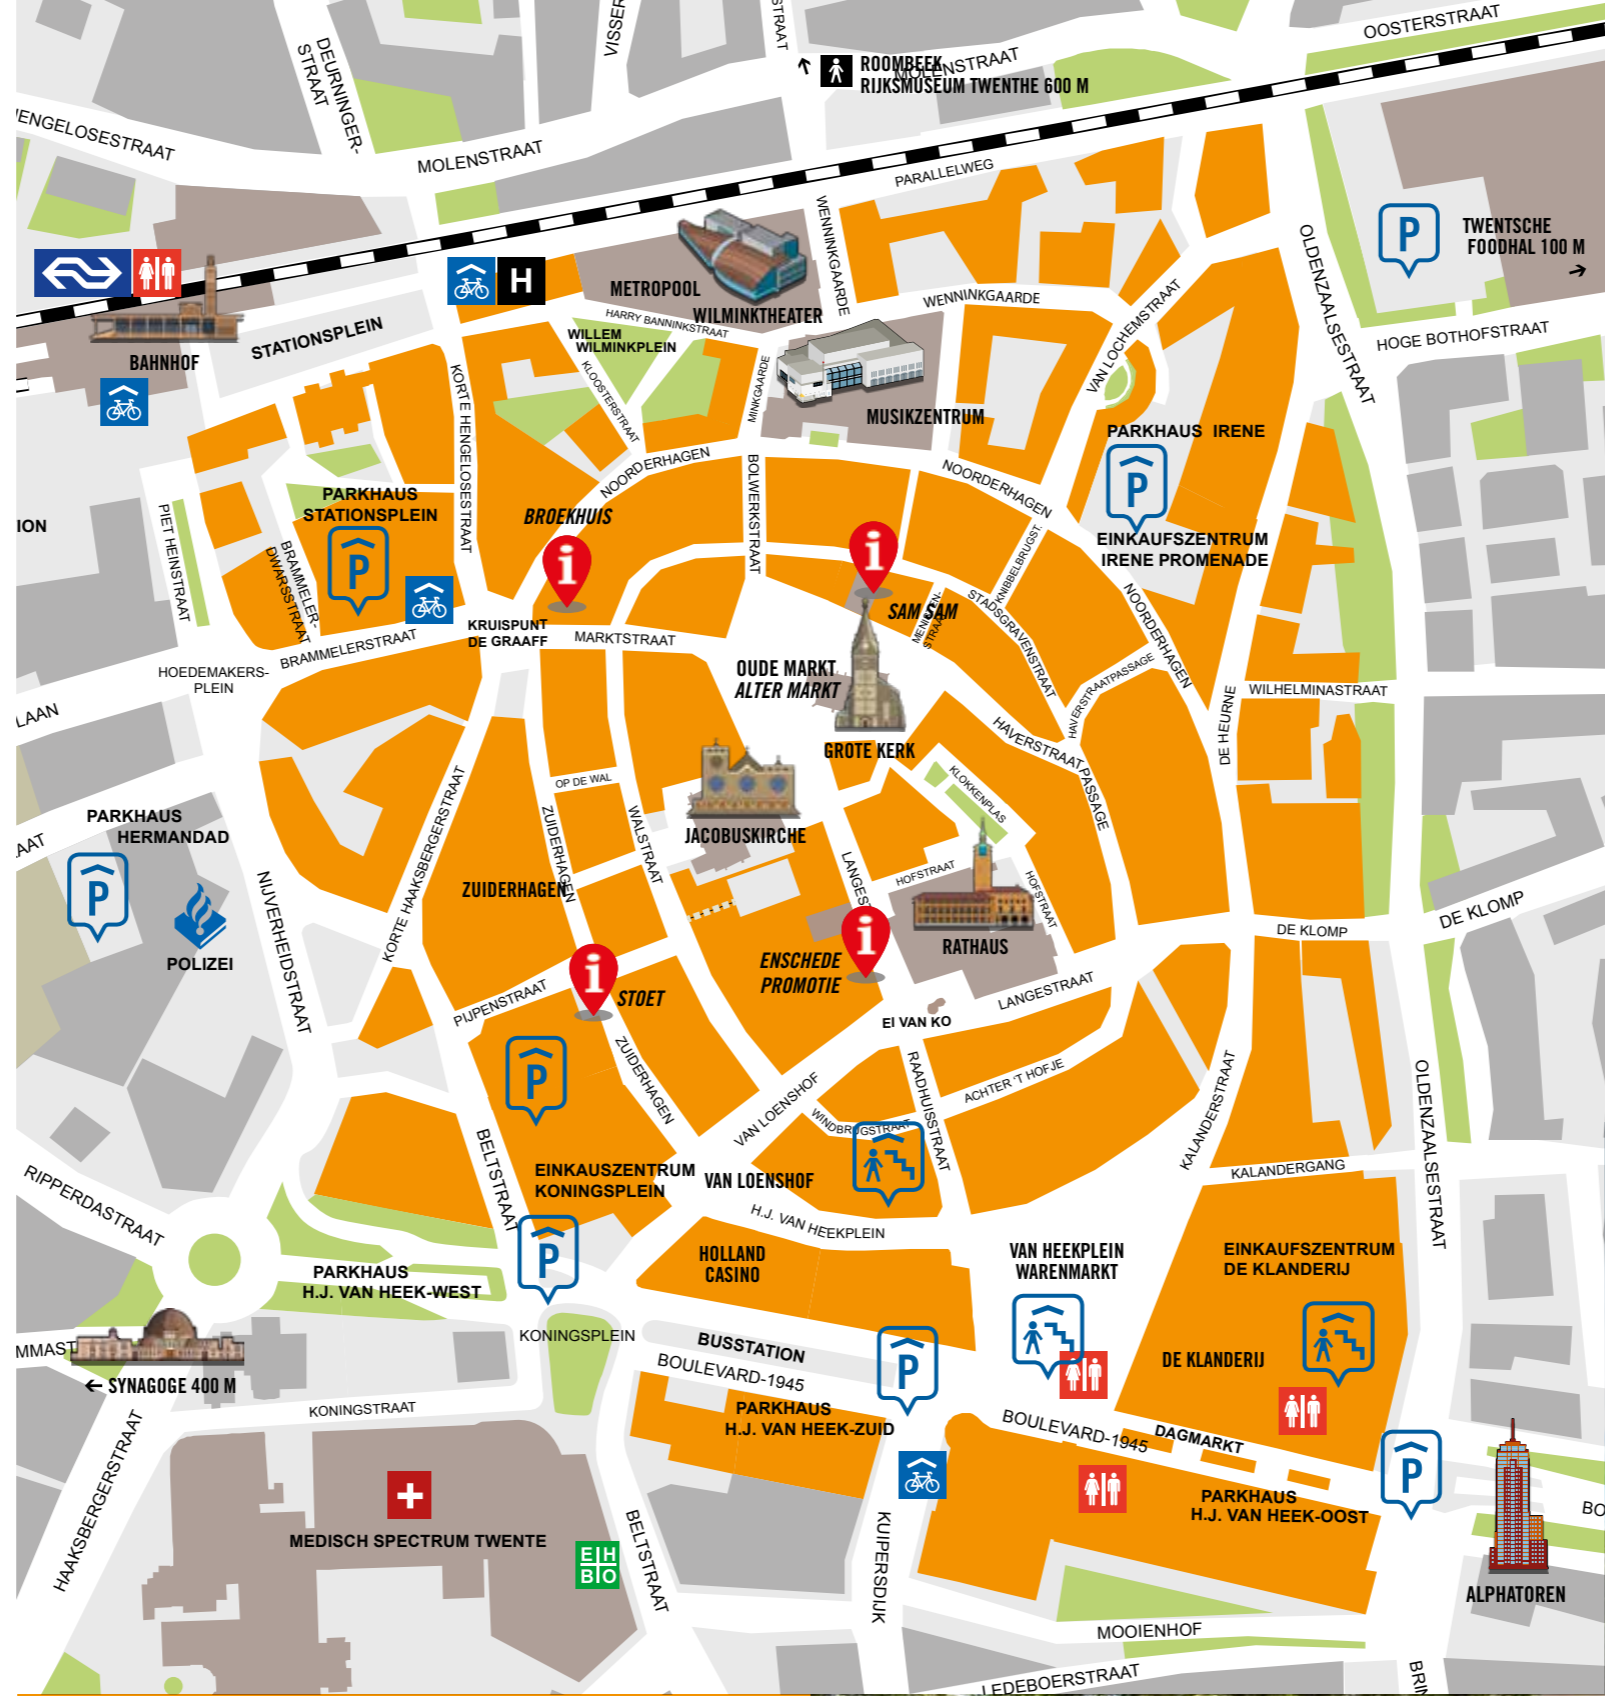 OOSTERSTRAAT
DEURNINGER-
STRAAT
STRAAT
ROOMBEEK
RIJKSMUSEUM TWENTHE 600 M
MOLENSTRAAT
MOLENSTRAAT
PARALLELWEG
WENNINKGAARDE
WENNINKGAARDE
TWENTSCHE
FOODHAL 100 M
P
OLDENZAALSESTRAAT
HOGE BOTHOFSTRAAT
H
METROPOOL
WILMINKTHEATER
HARRY BANNINKSTRAAT
WILLEM
WILMINKPLEIN
STATIONSPLEIN
BAHNHOF
KLOOSTERSTRAAT
MINKGAARDE
MUSIKZENTRUM
VAN LOCHEMSTRAAT
KORTE HENGELOSESTRAAT
PARKHAUS IRENE
P
NOORDERHAGEN
NOORDERHAGEN
NOORDERHAGEN
BOLWERKSTRAAT
PARKHAUS
STATIONSPLEIN
P
BROEKHUIS
i
i
SAM SAM
EINKAUFSZENTRUM
IRENE PROMENADE
ION
PIET HEINSTRAAT
BRAMMELER-
DWARSSTRAAT
BRAMMELERSTRAAT
KNIBBELBRUGST.
STADSGRAVENSTRAAT
KRUISPUNT
DE GRAAFF
MARKTSTRAAT
HOEDEMAKERS-
PLEIN
LAAN
OUDE MARKT
ALTER MARKT
GROTE KERK
HAVERSTRAATPASSAGE
HAVERSTRAAT PASSAGE
WILHELMINASTRAAT
DE HEURNE
KLOKKENPLAS
OP DE WAL
ZUIDERHAGEN
WALSTRAAT
KORTE HAAKSBERGERSTRAAT
JACOBUSKIRCHE
PARKHAUS
HERMANDAD
P
POLIZEI
NIJVERHEIDSTRAAT
ZUIDERHAGEN
HOFSTRAAT
HOFSTRAAT
RATHAUS
DE KLOMP
DE KLOMP
i
ENSCHEDE
PROMOTIE
i
STOET
PIJPENSTRAAT
LANGESTRAAT
EI VAN KO
P
ZUIDERHAGEN
VAN LOENSHOF
RAADHUISSTRAAT
ACHTER 'T HOFJE
WINDBRUGSTRAAT
KALANDERSTRAAT
KALANDERGANG
OLDENZAALSESTRAAT
BELTSTRAAT
EINKAUSZENTRUM
KONINGSPLEIN
VAN LOENSHOF
H.J. VAN HEEKPLEIN
RIPPERDASTRAAT
P
PARKHAUS
H.J. VAN HEEK-WEST
HOLLAND
CASINO
VAN HEEKPLEIN
WARENMARKT
EINKAUFSZENTRUM
DE KLANDERIJ
DE KLANDERIJ
KONINGSPLEIN
BUSSTATION
BOULEVARD-1945
P
MMAST
SYNAGOGE 400 M
KONINGSTRAAT
PARKHAUS
H.J. VAN HEEK-ZUID
BOULEVARD-1945
DAGMARKT
P
PARKHAUS
H.J. VAN HEEK-OOST
HAAKSBERGERSTRAAT
MEDISCH SPECTRUM TWENTE
EHBO
BELTSTRAAT
KUIPERSDIJK
BO
ALPHATOREN
MOOIENHOF
LEDEBOERSTRAAT